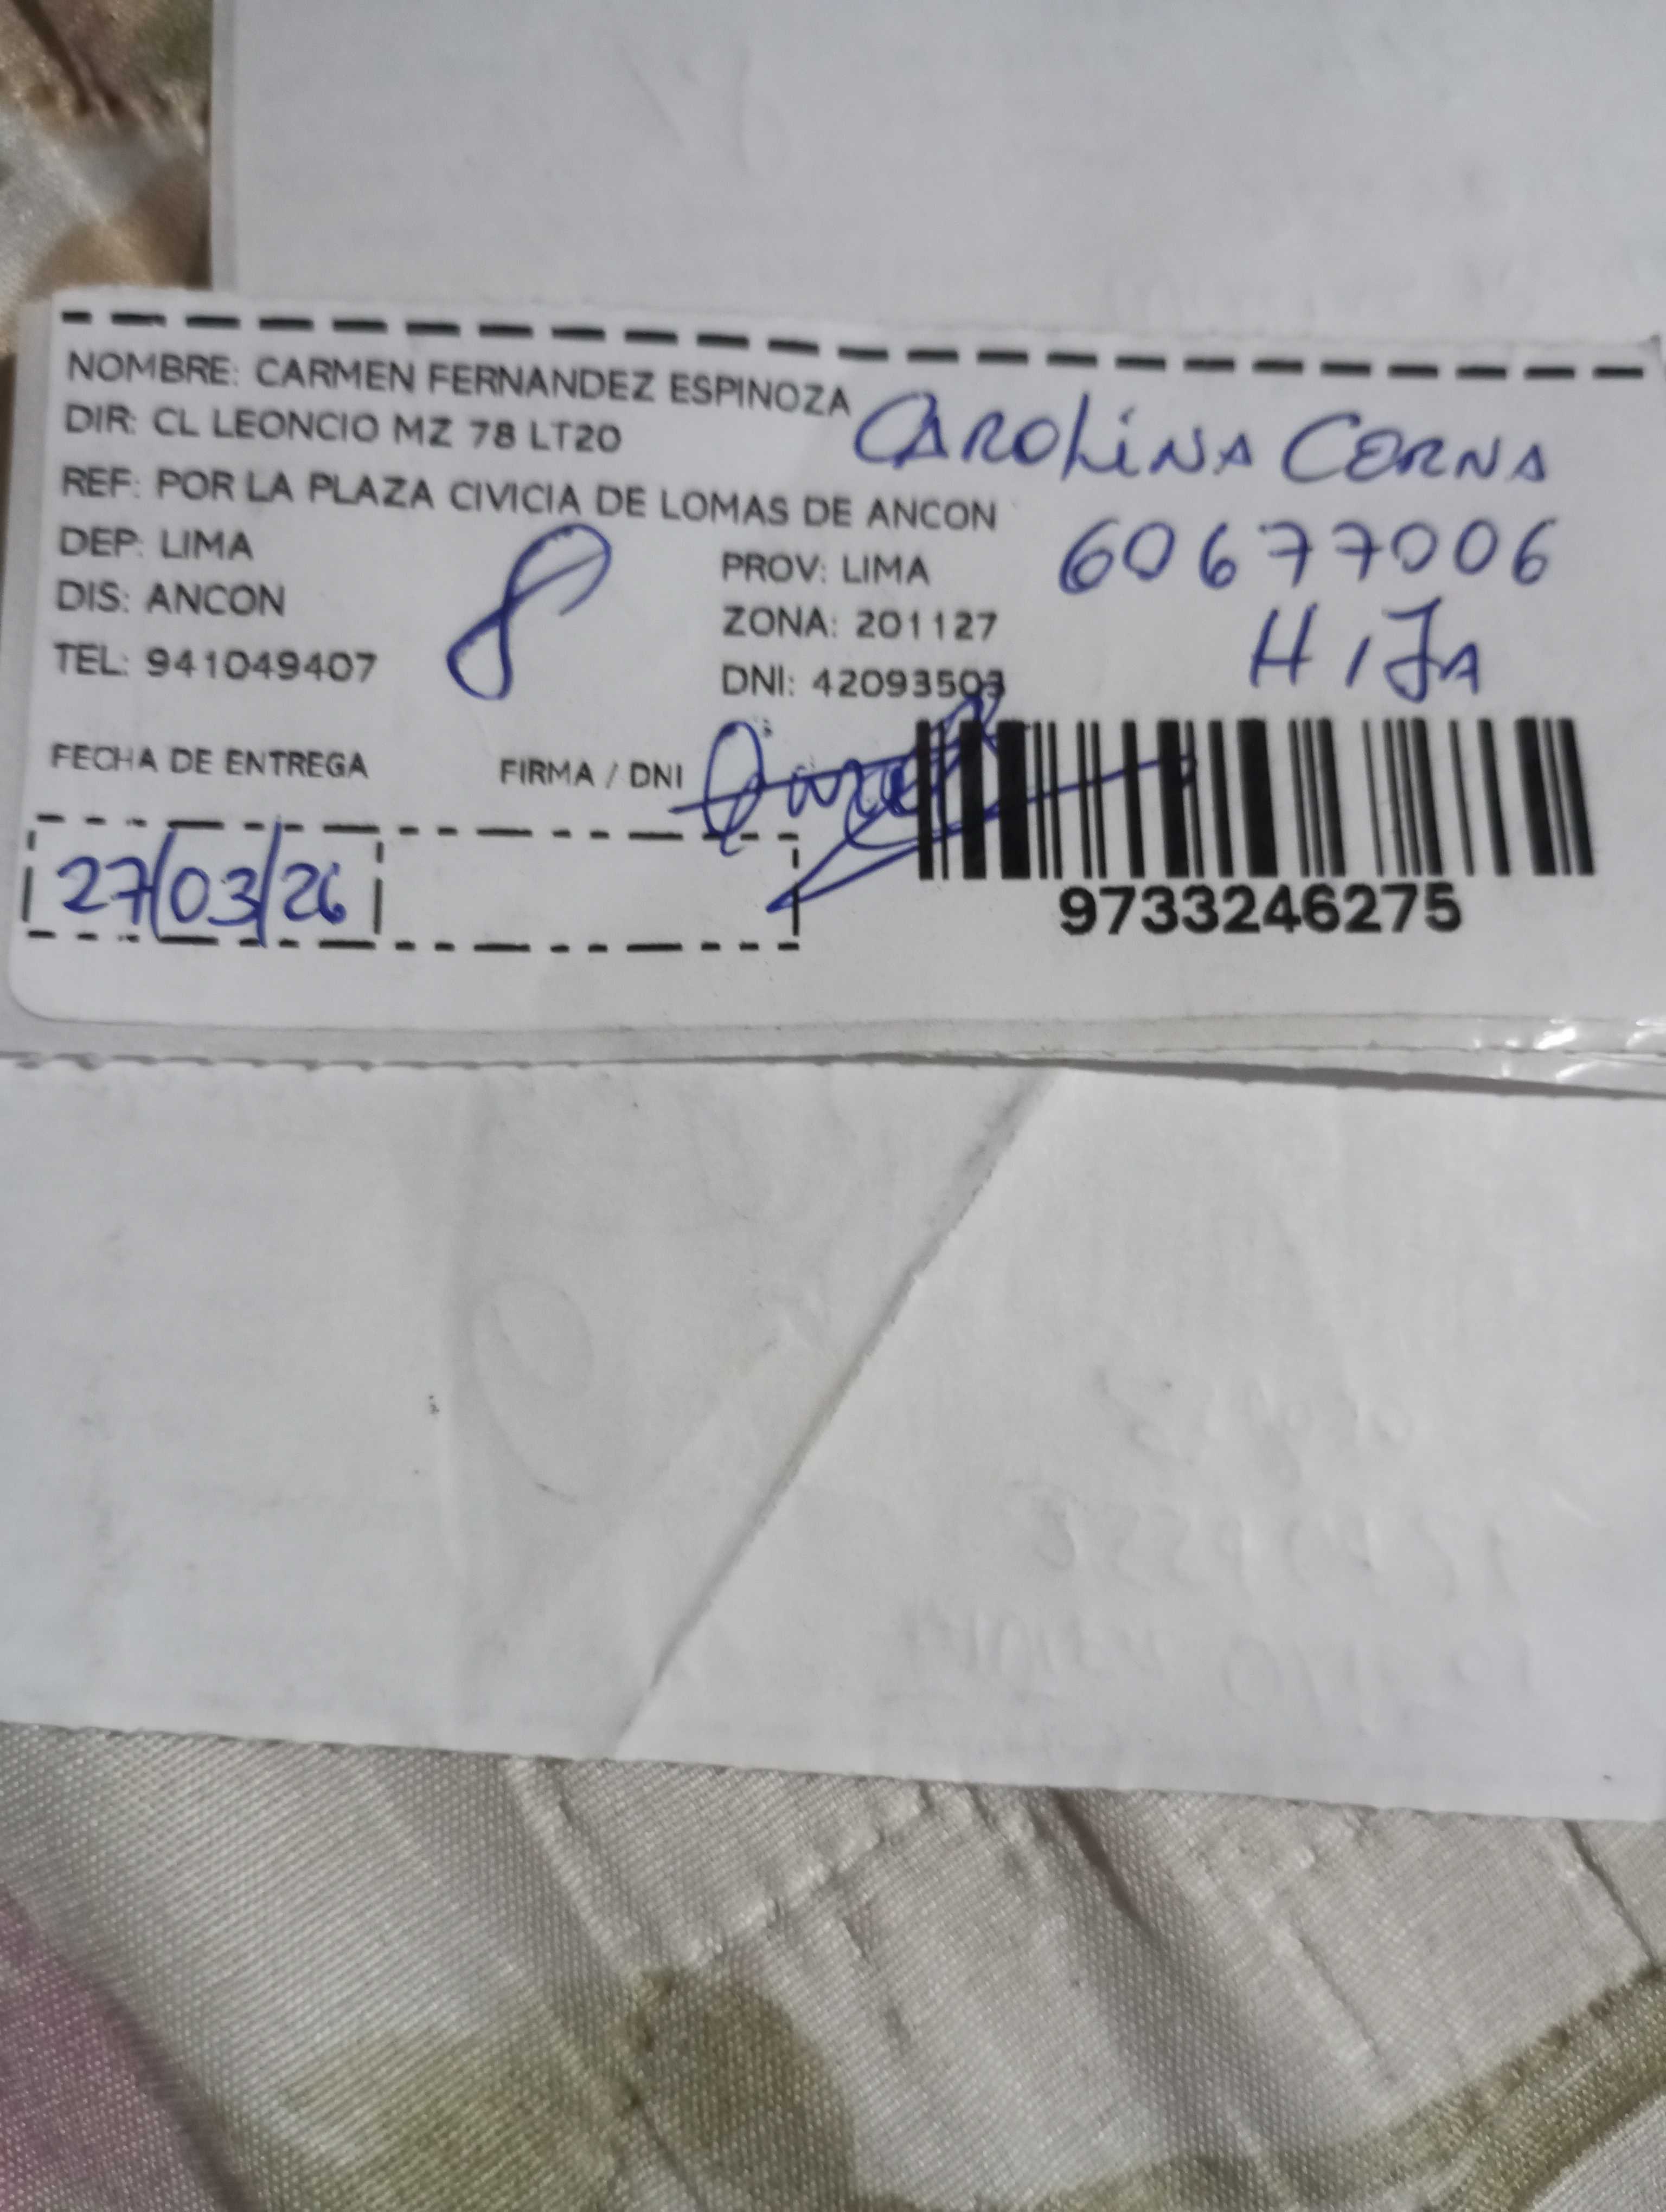 NOMBRE: CARMEN FERNANDEZ ESPINOZA
CAROLINA CERNA
DIR: CL LEONCIO MZ 78 LT20
REF: POR LA PLAZA CIVICIA DE LOMAS DE ANCON
60677006
DEP: LIMA
PROV: LIMA
8
DIS: ANCON
ZONA: 201127
HIJA
TEL: 941049407
DNI: 42093503
FECHA DE ENTREGA
FIRMA / DNI
27/03/26
9733246275